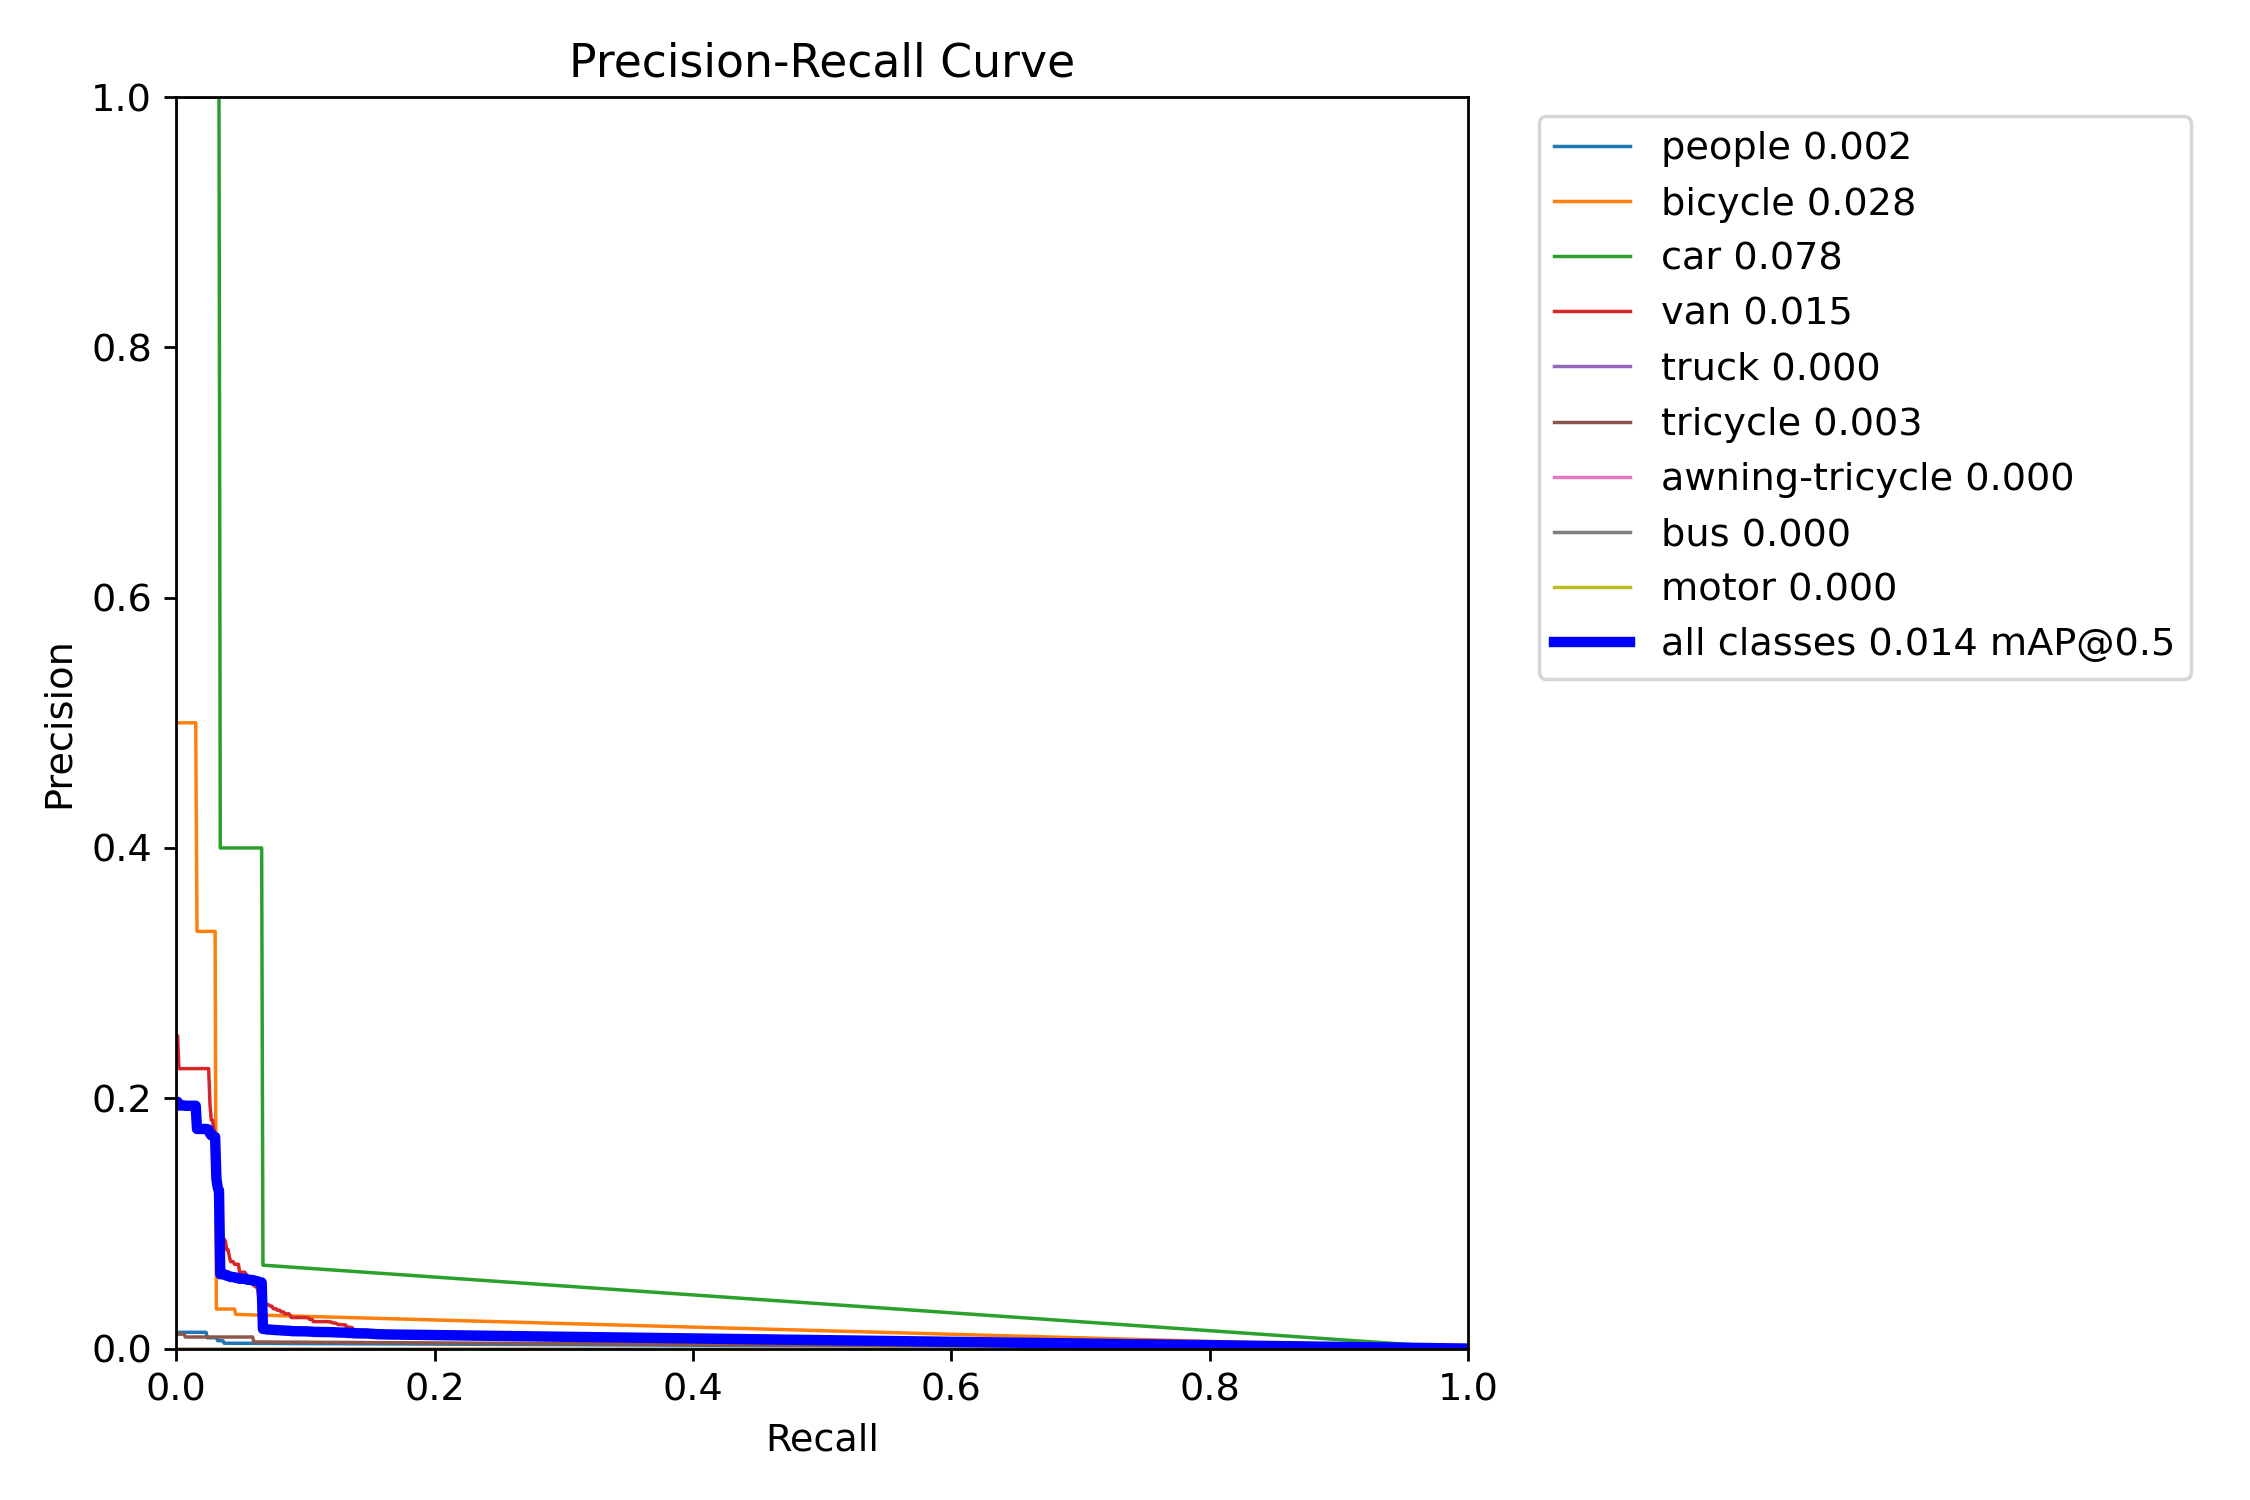 Precision-Recall Curve
1.0
0.8
0.6
0.4
0.2
0.0
Precision
0.0 0.2 0.4 0.6 0.8 1.0
Recall
people 0.002
bicycle 0.028
car 0.078
van 0.015
truck 0.000
tricycle 0.003
awning-tricycle 0.000
bus 0.000
motor 0.000
all classes 0.014 mAP@0.5